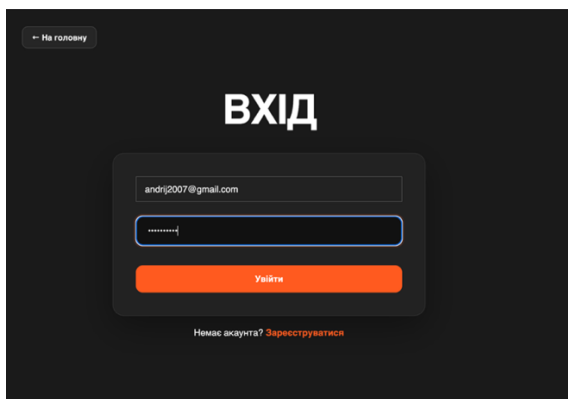 ← На головну
ВХІД
andrij2007@gmail.com
••••••••••
Увійти
Немає акаунта? Зареєструватися